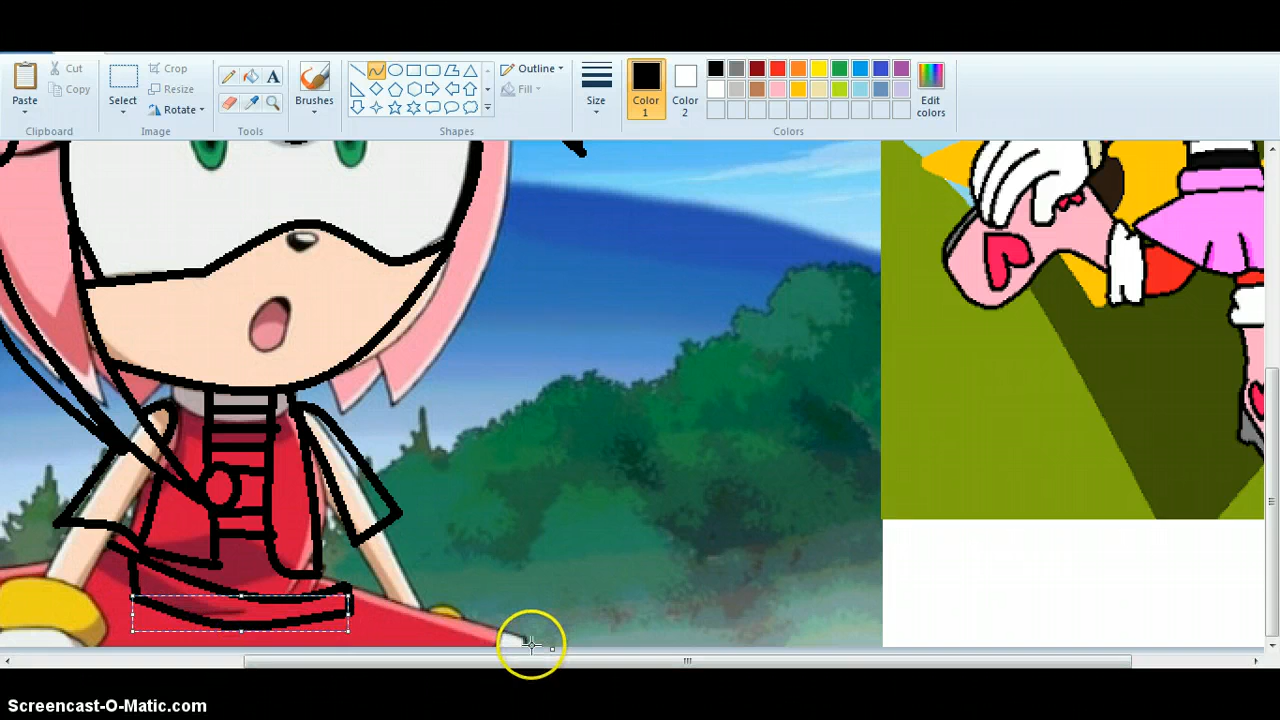 Paste
Cut
Copy
Clipboard
Select
Crop
Resize
Rotate
Image
A
Tools
Brushes
Outline
Fill
Shapes
Size
Color 1
Color 2
Edit colors
Colors
Screencast-O-Matic.com